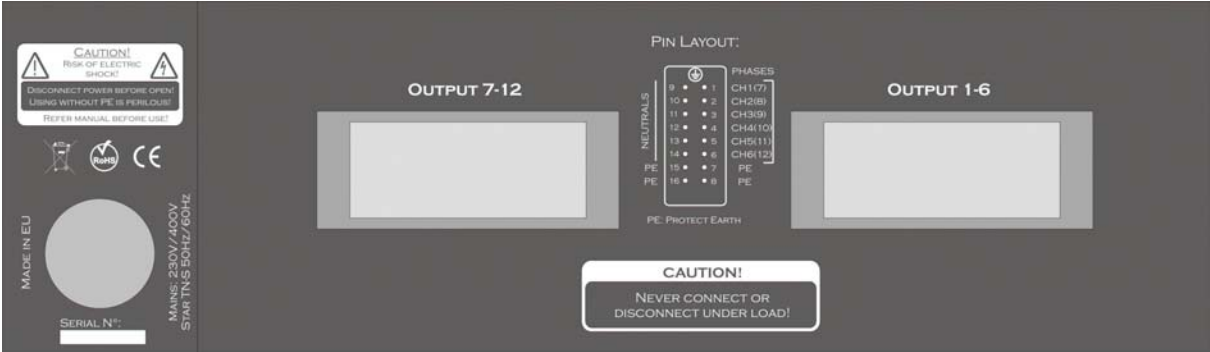 CAUTION!
RISK OF ELECTRIC
SHOCK!
DISCONNECT POWER BEFORE OPEN!
USING WITHOUT PE IS PERILOUS!
REFER MANUAL BEFORE USE!
RoHS
CE
MADE IN EU
MAINS: 230V/400V
STAR TN-S 50HZ/60HZ
SERIAL N°:
OUTPUT 7-12
PIN LAYOUT:
PHASES
NEUTRALS
9 1 CH1(7)
10 2 CH2(8)
11 3 CH3(9)
12 4 CH4(10)
13 5 CH5(11)
14 6 CH6(12)
PE 15 7 PE
PE 16 8 PE
PE: PROTECT EARTH
OUTPUT 1-6
CAUTION!
NEVER CONNECT OR
DISCONNECT UNDER LOAD!